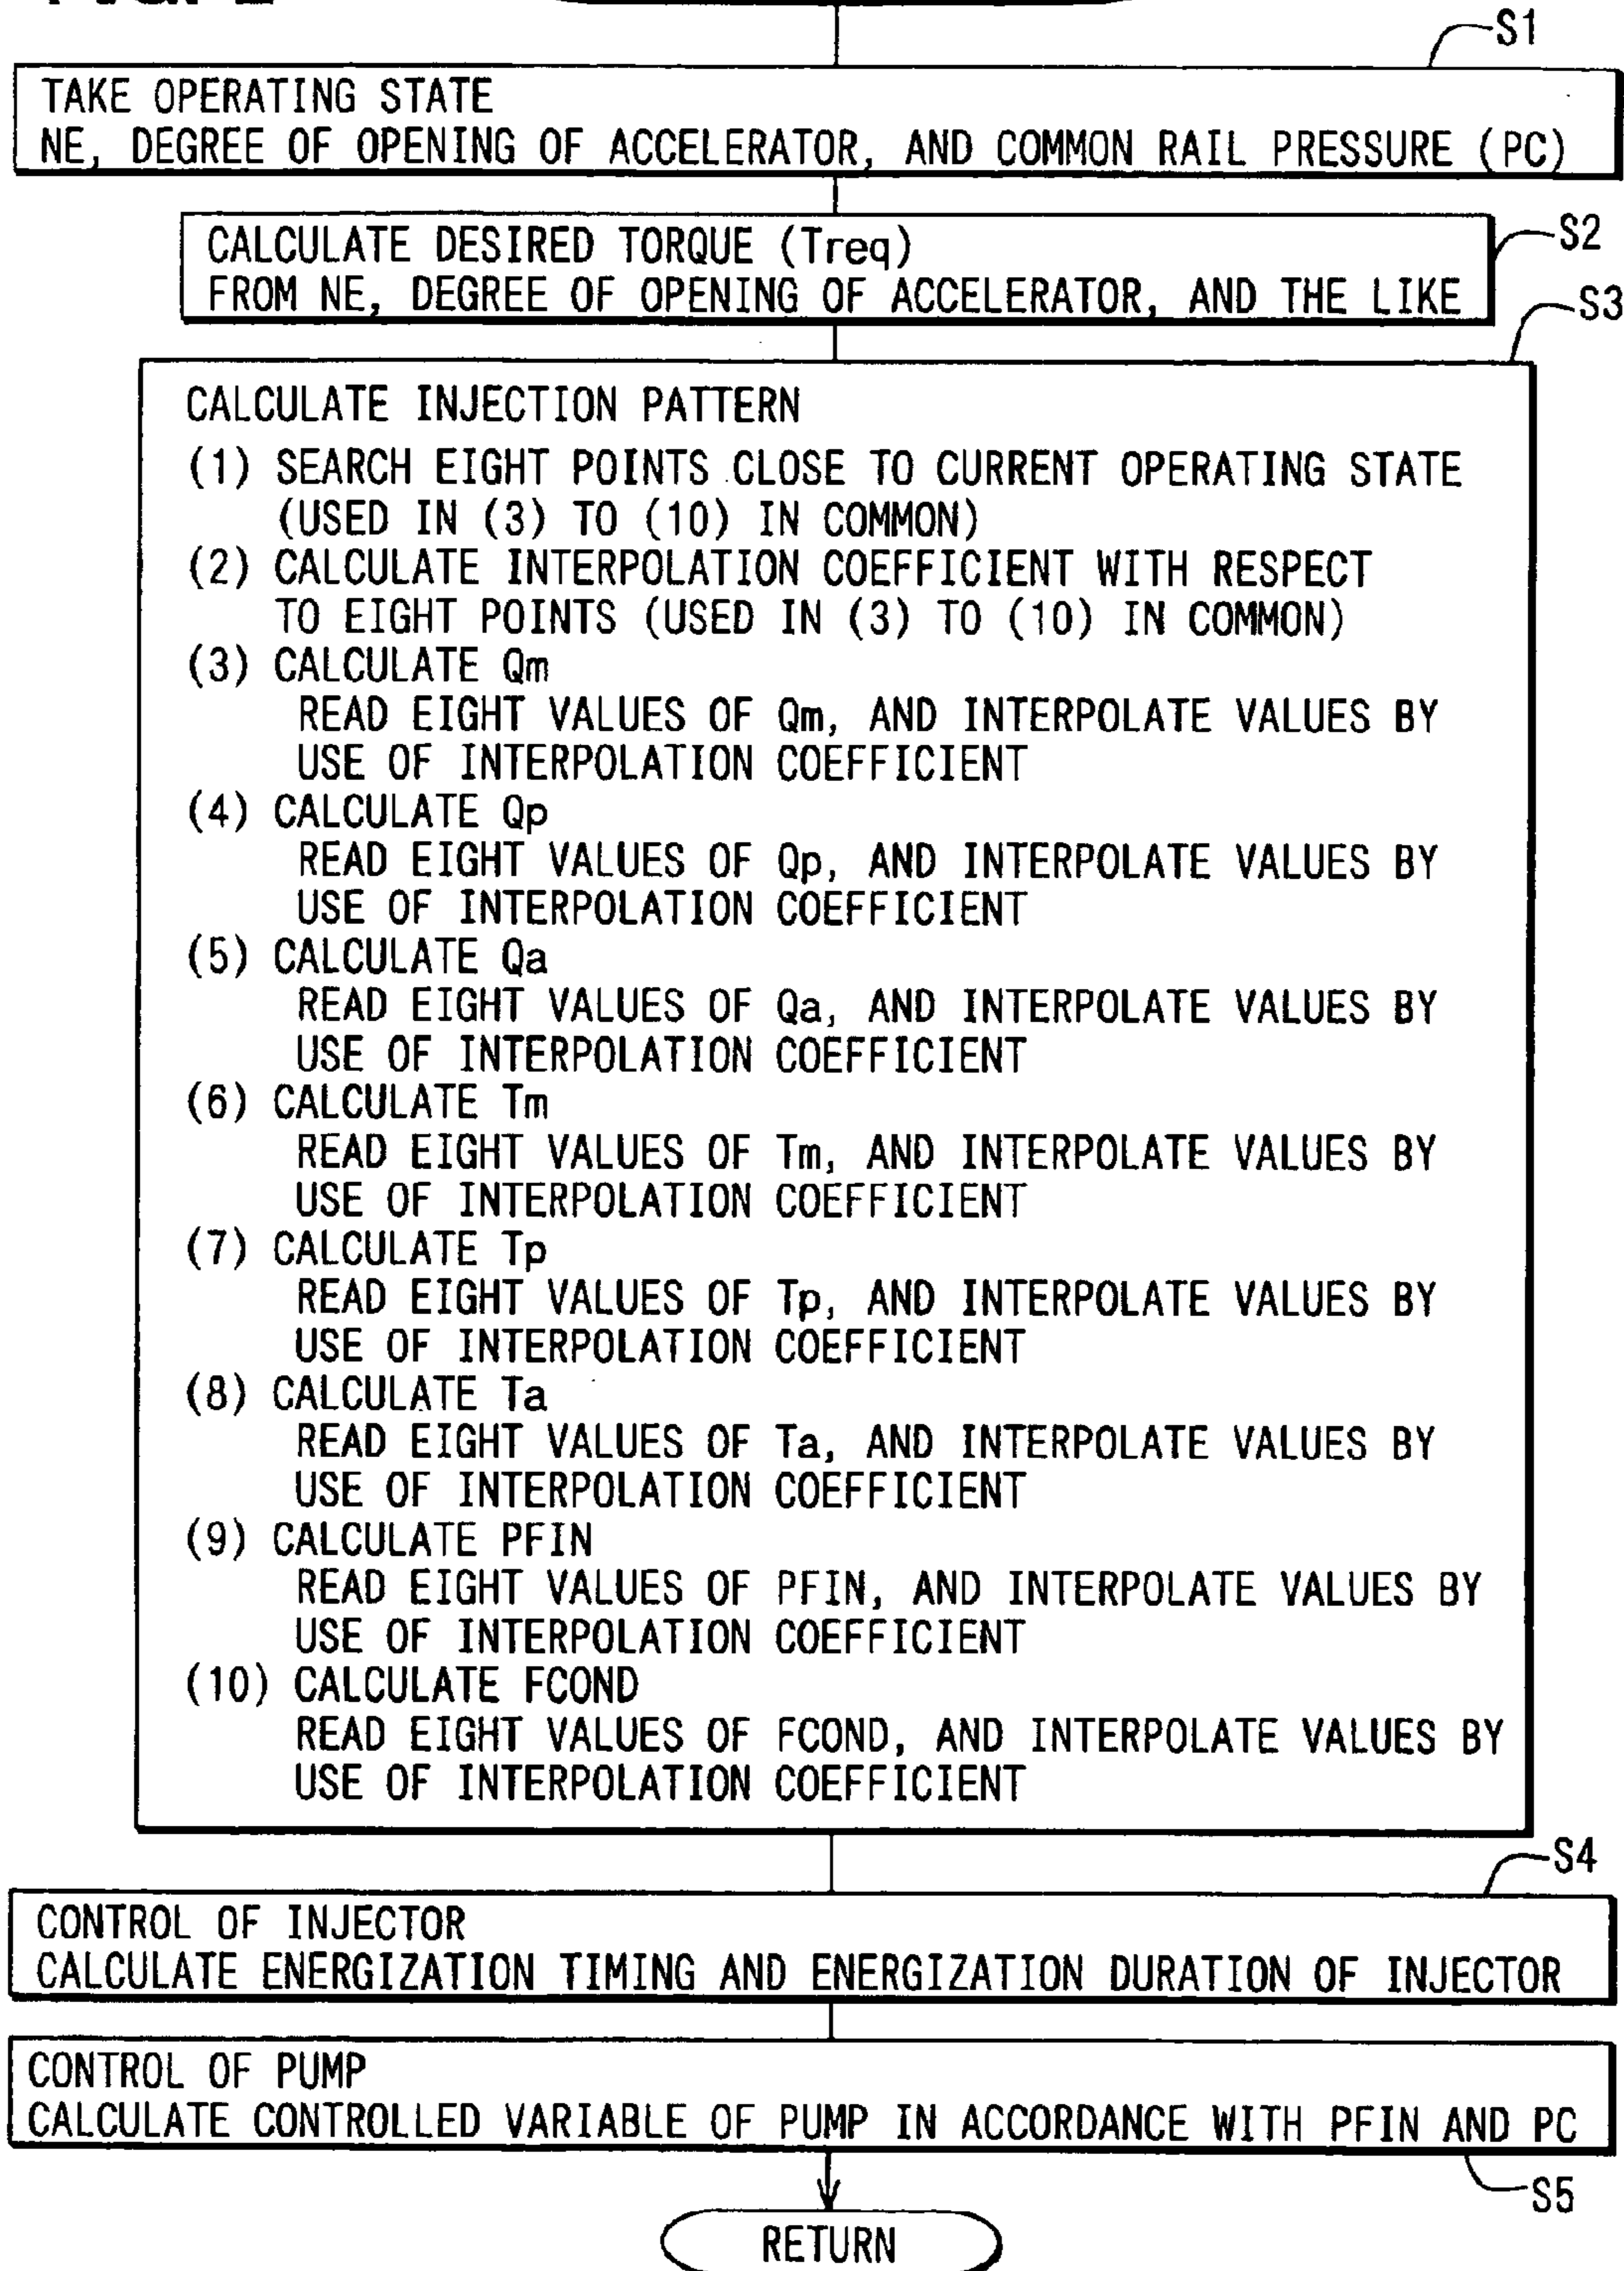 S1
TAKE OPERATING STATE
NE, DEGREE OF OPENING OF ACCELERATOR, AND COMMON RAIL PRESSURE (PC)
S2
CALCULATE DESIRED TORQUE (Treq)
FROM NE, DEGREE OF OPENING OF ACCELERATOR, AND THE LIKE
S3
CALCULATE INJECTION PATTERN
(1) SEARCH EIGHT POINTS CLOSE TO CURRENT OPERATING STATE
(USED IN (3) TO (10) IN COMMON)
(2) CALCULATE INTERPOLATION COEFFICIENT WITH RESPECT
TO EIGHT POINTS (USED IN (3) TO (10) IN COMMON)
(3) CALCULATE Qm
READ EIGHT VALUES OF Qm, AND INTERPOLATE VALUES BY
USE OF INTERPOLATION COEFFICIENT
(4) CALCULATE Qp
READ EIGHT VALUES OF Qp, AND INTERPOLATE VALUES BY
USE OF INTERPOLATION COEFFICIENT
(5) CALCULATE Qa
READ EIGHT VALUES OF Qa, AND INTERPOLATE VALUES BY
USE OF INTERPOLATION COEFFICIENT
(6) CALCULATE Tm
READ EIGHT VALUES OF Tm, AND INTERPOLATE VALUES BY
USE OF INTERPOLATION COEFFICIENT
(7) CALCULATE Tp
READ EIGHT VALUES OF Tp, AND INTERPOLATE VALUES BY
USE OF INTERPOLATION COEFFICIENT
(8) CALCULATE Ta
READ EIGHT VALUES OF Ta, AND INTERPOLATE VALUES BY
USE OF INTERPOLATION COEFFICIENT
(9) CALCULATE PFIN
READ EIGHT VALUES OF PFIN, AND INTERPOLATE VALUES BY
USE OF INTERPOLATION COEFFICIENT
(10) CALCULATE FCOND
READ EIGHT VALUES OF FCOND, AND INTERPOLATE VALUES BY
USE OF INTERPOLATION COEFFICIENT
S4
CONTROL OF INJECTOR
CALCULATE ENERGIZATION TIMING AND ENERGIZATION DURATION OF INJECTOR
CONTROL OF PUMP
CALCULATE CONTROLLED VARIABLE OF PUMP IN ACCORDANCE WITH PFIN AND PC
S5
RETURN